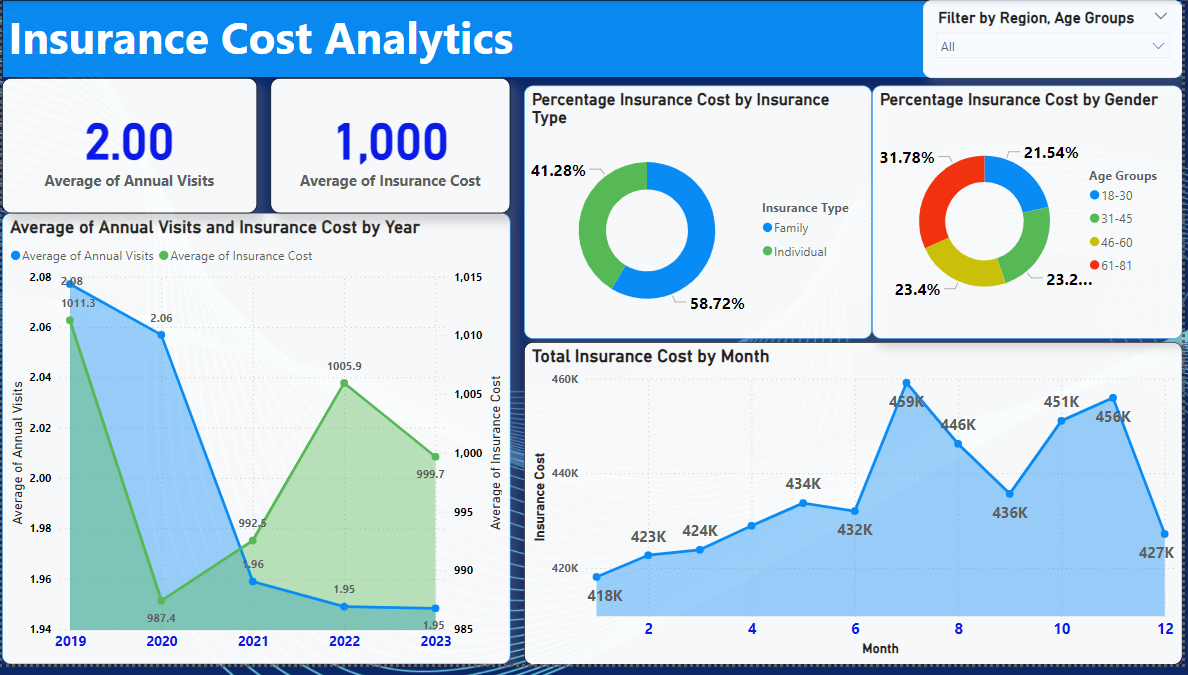 Insurance Cost Analytics
Filter by Region, Age Groups
All
2.00
Average of Annual Visits
1,000
Average of Insurance Cost
Percentage Insurance Cost by Insurance
Type
41.28%
58.72%
Insurance Type
Family
Individual
Percentage Insurance Cost by Gender
31.78%
21.54%
23.4%
23.2...
Age Groups
18-30
31-45
46-60
61-81
Average of Annual Visits and Insurance Cost by Year
Average of Annual Visits Average of Insurance Cost
Average of Annual Visits
2.08
2.06
2.04
2.02
2.00
1.98
1.96
1.94
2.08
1011.3
2.06
987.4
992.5
1.96
1005.9
1.95
999.7
1.95
1,015
1,010
1,005
1,000
995
990
985
Average of Insurance Cost
2019 2020 2021 2022 2023
Total Insurance Cost by Month
Insurance Cost
460K
440K
420K
418K
423K
424K
434K
432K
459K
446K
436K
451K
456K
427K
2 4 6 8 10 12
Month